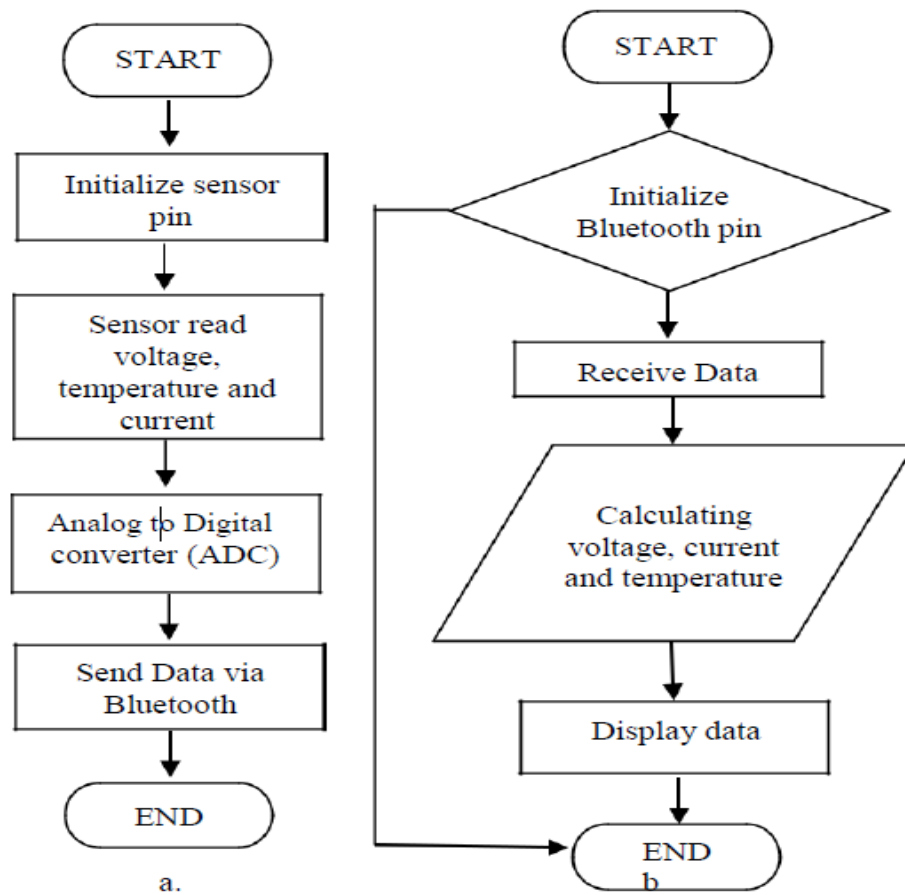 START
Initialize sensor
pin
Sensor read
voltage,
temperature and
current
Analog to Digital
converter (ADC)
Send Data via
Bluetooth
END
a.
START
Initialize
Bluetooth pin
Receive Data
Calculating
voltage, current
and temperature
Display data
END
b